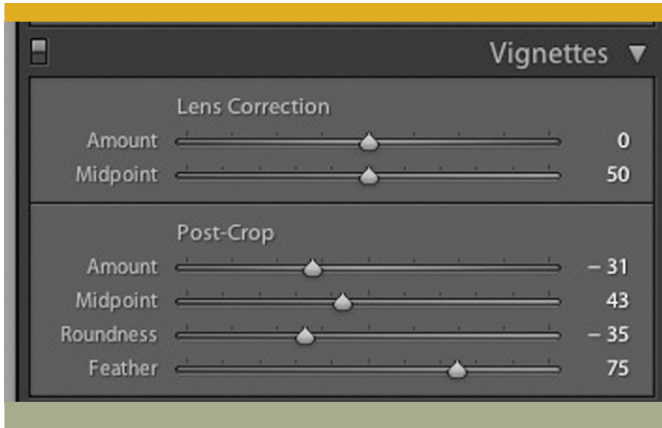 Vignettes
Lens Correction
Amount 0
Midpoint 50
Post-Crop
Amount – 31
Midpoint 43
Roundness – 35
Feather 75